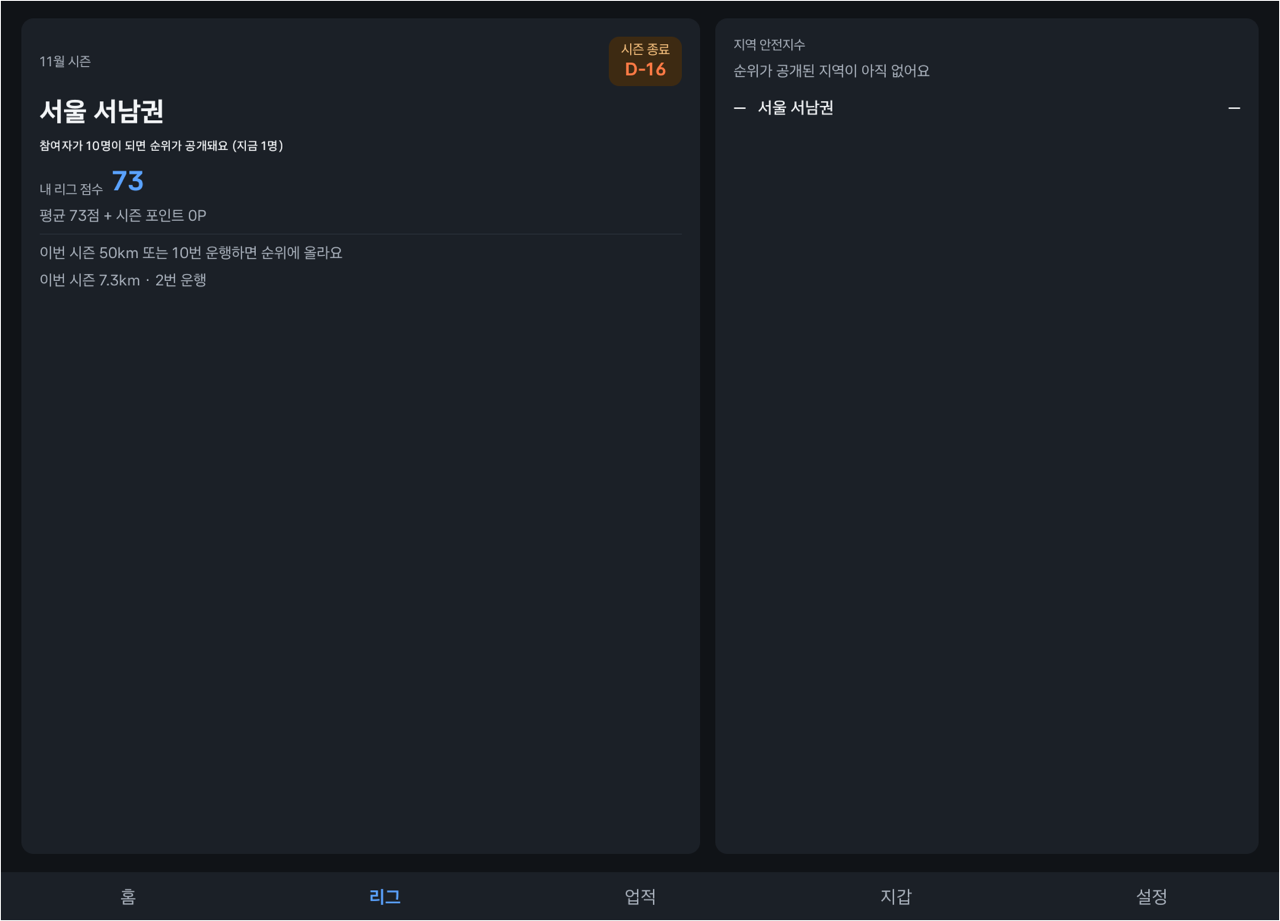 11월 시즌
시즌 종료
D-16
서울 서남권
참여자가 10명이 되면 순위가 공개돼요 (지금 1명)
내 리그 점수 73
평균 73점 + 시즌 포인트 0P
이번 시즌 50km 또는 10번 운행하면 순위에 올라요
이번 시즌 7.3km · 2번 운행
지역 안전지수
순위가 공개된 지역이 아직 없어요
– 서울 서남권 –
홈 리그 업적 지갑 설정